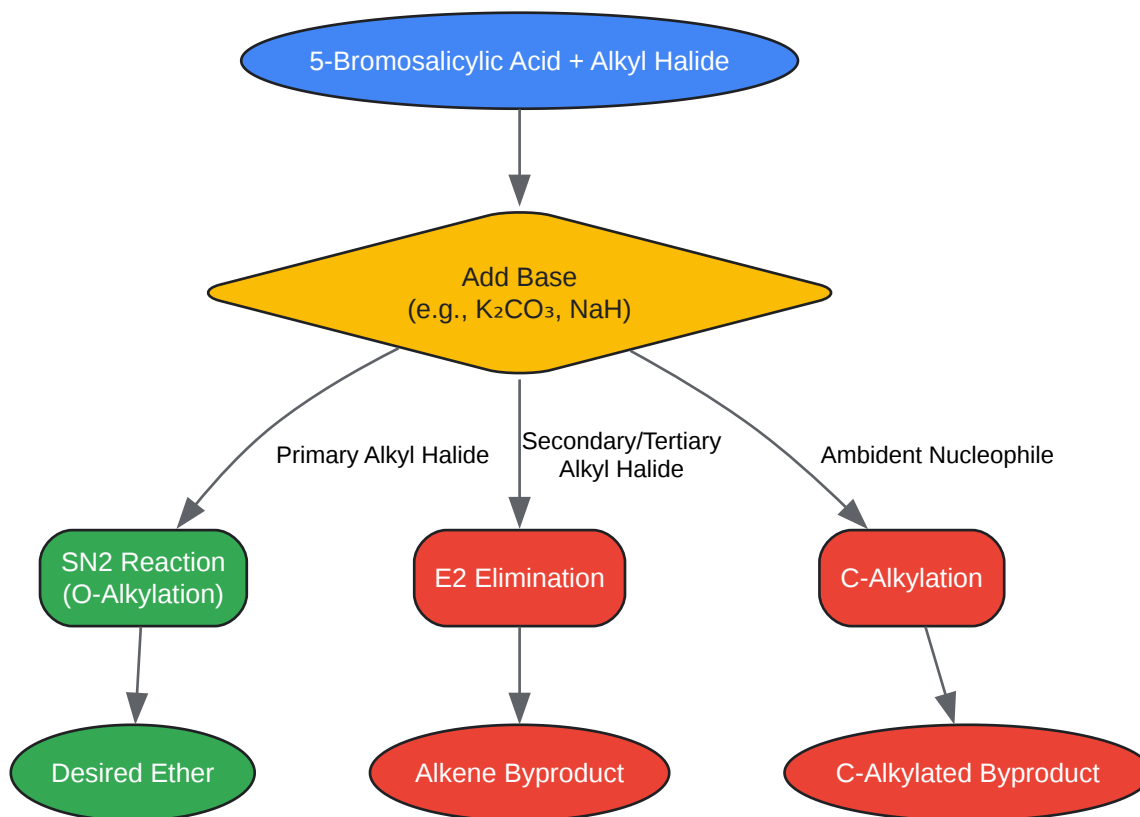 5-Bromosalicylic Acid + Alkyl Halide
Add Base
(e.g., K₂CO₃, NaH)
Primary Alkyl Halide
Secondary/Tertiary
Alkyl Halide
Ambident Nucleophile
SN2 Reaction
(O-Alkylation)
E2 Elimination
C-Alkylation
Desired Ether
Alkene Byproduct
C-Alkylated Byproduct